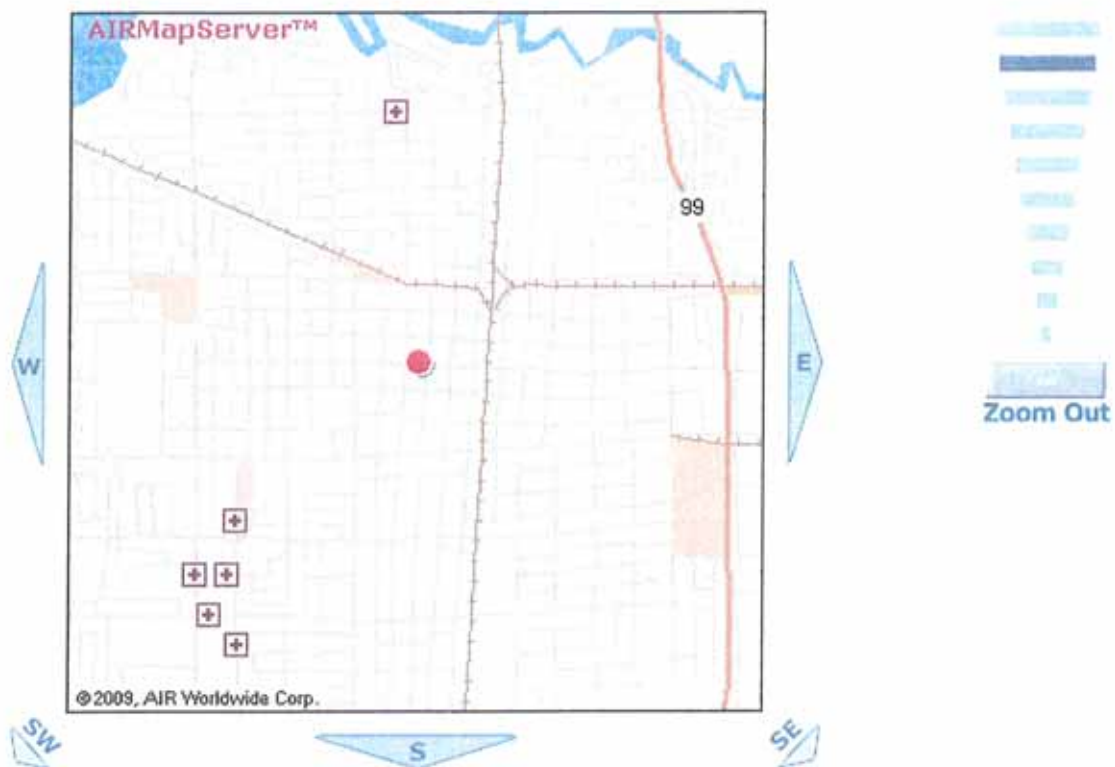 AIRMapServer™
99
W
E
Zoom Out
©2009, AIR Worldwide Corp.
SW
S
SE